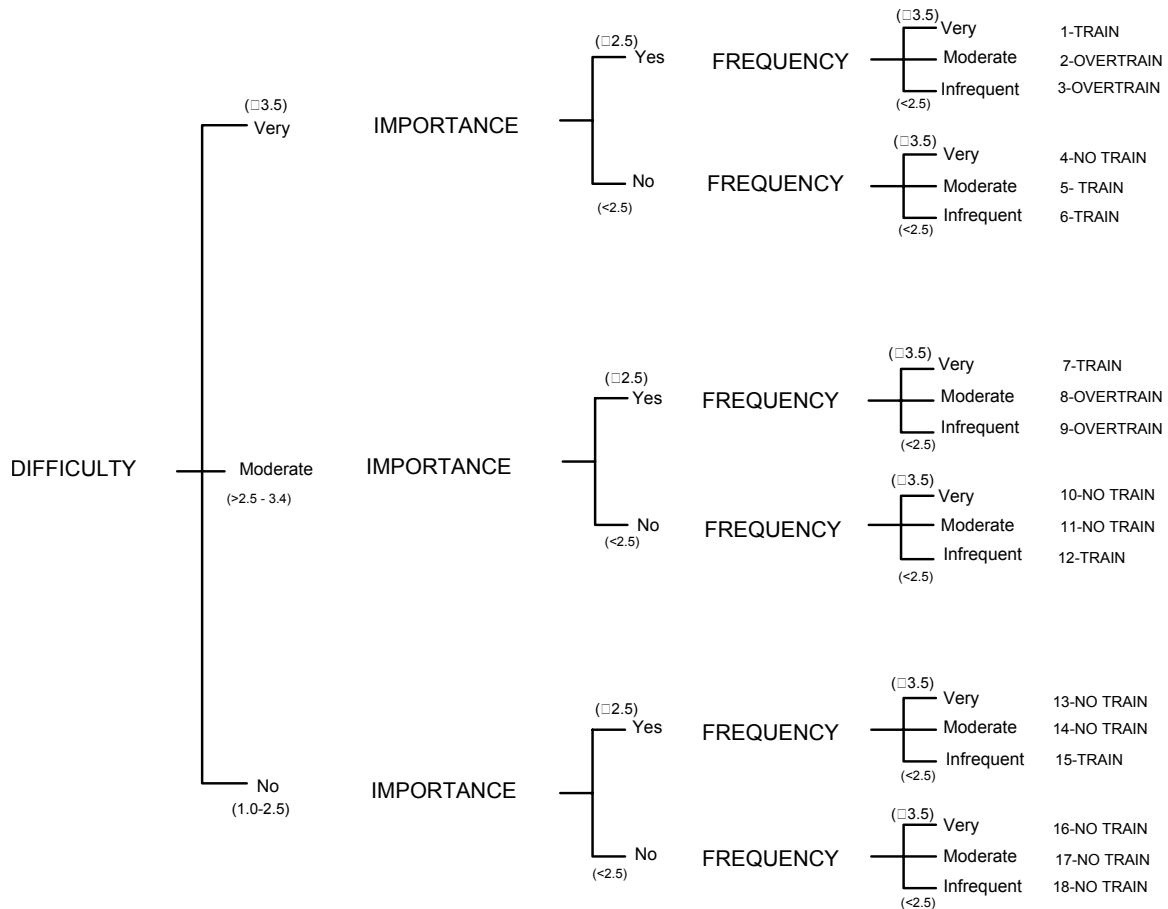 (□3.5)
Very 1-TRAIN
(□2.5)
Yes FREQUENCY Moderate 2-OVERTRAIN
Infrequent 3-OVERTRAIN
(<2.5)
(□3.5)
Very IMPORTANCE
(□3.5)
Very 4-NO TRAIN
No FREQUENCY Moderate 5- TRAIN
(<2.5)
Infrequent 6-TRAIN
(<2.5)
(□3.5)
Very 7-TRAIN
(□2.5)
Yes FREQUENCY Moderate 8-OVERTRAIN
Infrequent 9-OVERTRAIN
(<2.5)
DIFFICULTY Moderate IMPORTANCE
(>2.5 - 3.4)
(□3.5)
Very 10-NO TRAIN
No FREQUENCY Moderate 11-NO TRAIN
(<2.5)
Infrequent 12-TRAIN
(<2.5)
(□3.5)
Very 13-NO TRAIN
(□2.5)
Yes FREQUENCY Moderate 14-NO TRAIN
Infrequent 15-TRAIN
(<2.5)
No IMPORTANCE
(1.0-2.5)
(□3.5)
Very 16-NO TRAIN
No FREQUENCY Moderate 17-NO TRAIN
(<2.5)
Infrequent 18-NO TRAIN
(<2.5)